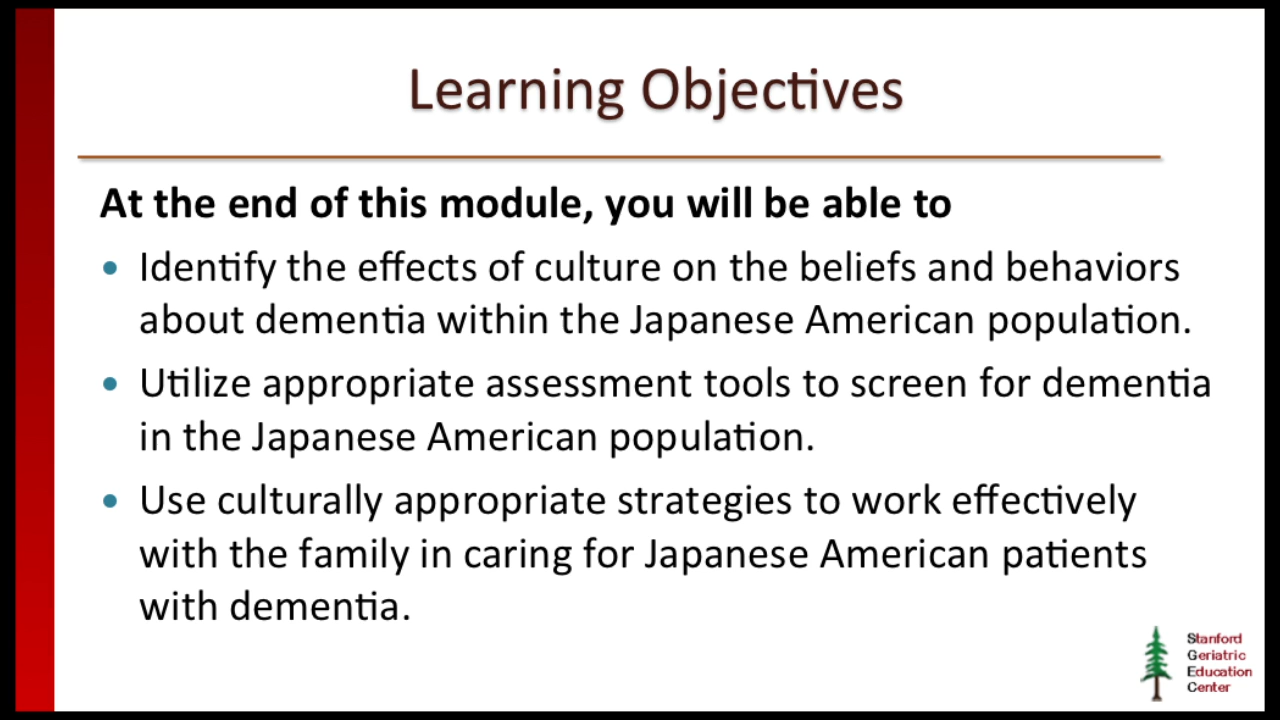 Learning Objectives
At the end of this module, you will be able to
• Identify the effects of culture on the beliefs and behaviors
about dementia within the Japanese American population.
• Utilize appropriate assessment tools to screen for dementia
in the Japanese American population.
• Use culturally appropriate strategies to work effectively
with the family in caring for Japanese American patients
with dementia.
Stanford
Geriatric
Education
Center